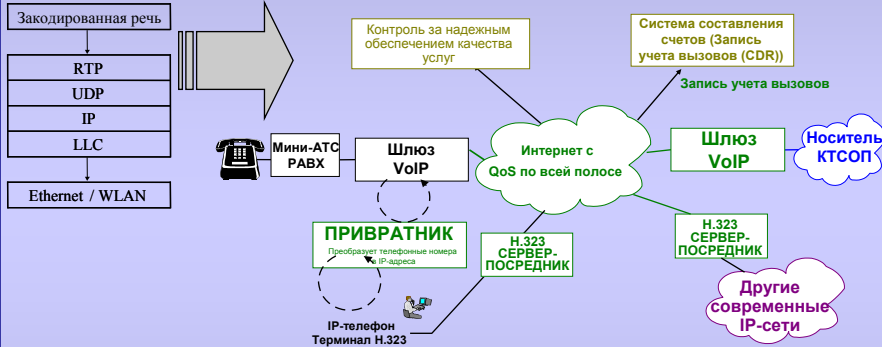 Закодированая речь
RTP
UDP
IP
LLC
Ethernet / WLAN
Контроль за надежным
обеспечением качества
услуг
Система составления
счетов (Запись
учета вызовов (CDR))
Запись учета вызовов
Мини-АТС
PABX
Шлюз
VoIP
Интернет с
QoS по всей полосе
Шлюз
VoIP
Носитель
КТСОП
ПРИВРАТНИК
Преобразует телефонные номера
в IP-адреса
H.323
СЕРВЕР-
ПОСРЕДНИК
H.323
СЕРВЕР-
ПОСРЕДНИК
Другие
современные
IP-сети
IP-телефон
Терминал H.323